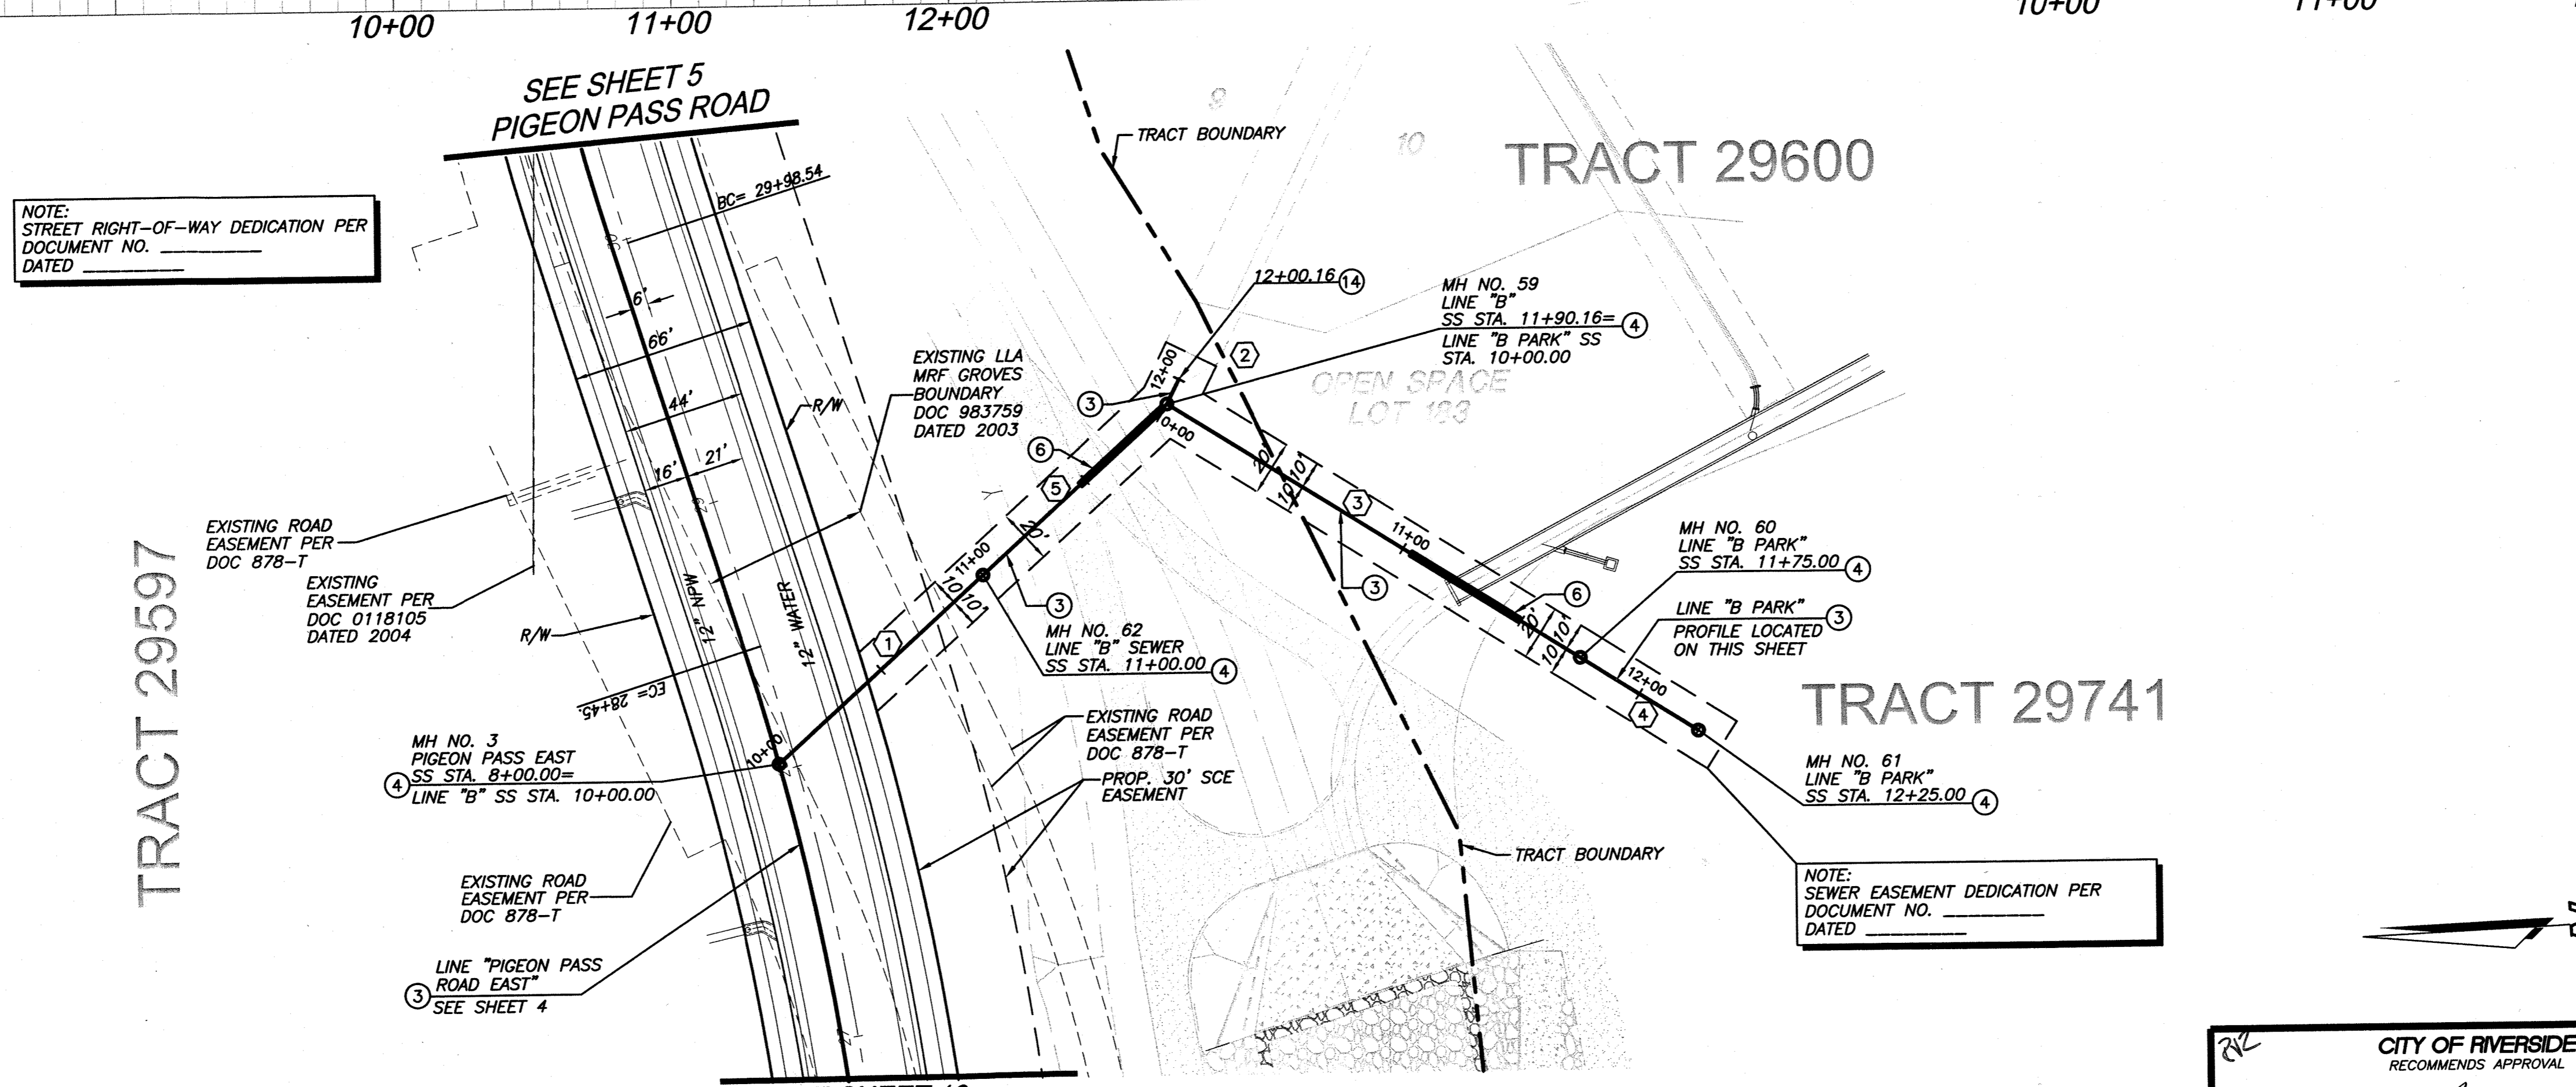 10+00
11+00
12+00
10+00
11+00
SEE SHEET 5
PIGEON PASS ROAD
NOTE:
STREET RIGHT-OF-WAY DEDICATION PER
DOCUMENT NO. __________
DATED __________
BC= 29+98.54
30
6'
66'
44'
16'
21'
29
R/W
EXISTING LLA
MRF GROVES
BOUNDARY
DOC 983759
DATED 2003
TRACT BOUNDARY
9
10
TRACT 29600
12+00.16 14
MH NO. 59
LINE "B"
SS STA. 11+90.16= 4
LINE "B PARK" SS
STA. 10+00.00
OPEN SPACE
LOT 183
2
12+00
3
10+00
6
5
20'
11+00
10'
10'
3
1
MH NO. 62
LINE "B" SEWER
SS STA. 11+00.00 4
20'
10'
10'
3
11+00
3
6
20'
10'
10'
MH NO. 60
LINE "B PARK"
SS STA. 11+75.00 4
LINE "B PARK" 3
PROFILE LOCATED
ON THIS SHEET
12+00
4
TRACT 29741
MH NO. 61
LINE "B PARK"
SS STA. 12+25.00 4
TRACT 29597
EXISTING ROAD
EASEMENT PER
DOC 878-T
EXISTING
EASEMENT PER
DOC 0118105
DATED 2004
R/W
12" NPW
12" WATER
EC= 28+45.
MH NO. 3
PIGEON PASS EAST
4 SS STA. 8+00.00=
LINE "B" SS STA. 10+00.00
10+00
EXISTING ROAD
EASEMENT PER
DOC 878-T
PROP. 30' SCE
EASEMENT
EXISTING ROAD
EASEMENT PER
DOC 878-T
LINE "PIGEON PASS
ROAD EAST"
3
SEE SHEET 4
27
TRACT BOUNDARY
NOTE:
SEWER EASEMENT DEDICATION PER
DOCUMENT NO. __________
DATED __________
CITY OF RIVERSIDE
RECOMMENDS APPROVAL